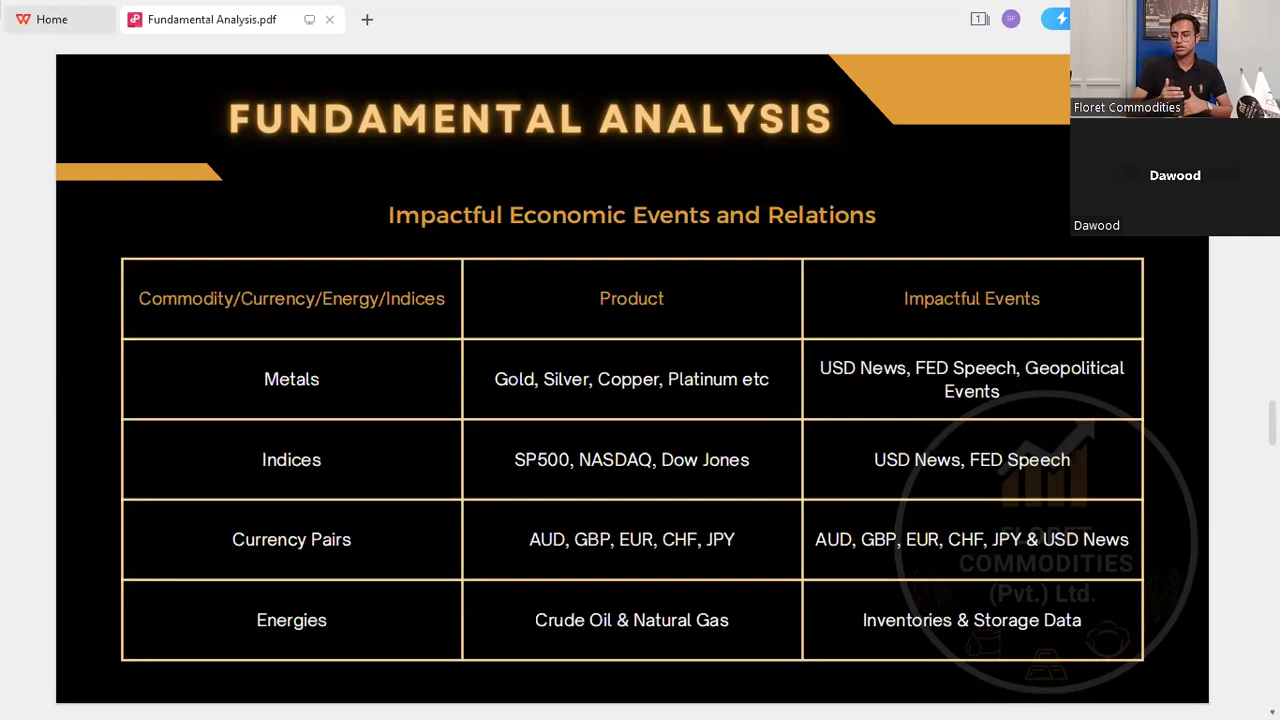 Home
Fundamental Analysis.pdf
1
GF
Floret Commodities
Dawood
Dawood
FUNDAMENTAL ANALYSIS
Impactful Economic Events and Relations
Commodity/Currency/Energy/Indices
Product
Impactful Events
Metals
Gold, Silver, Copper, Platinum etc
USD News, FED Speech, Geopolitical
Events
Indices
SP500, NASDAQ, Dow Jones
USD News, FED Speech
Currency Pairs
AUD, GBP, EUR, CHF, JPY
AUD, GBP, EUR, CHF, JPY & USD News
Energies
Crude Oil & Natural Gas
Inventories & Storage Data
FLORET
COMMODITIES
(Pvt.) Ltd.